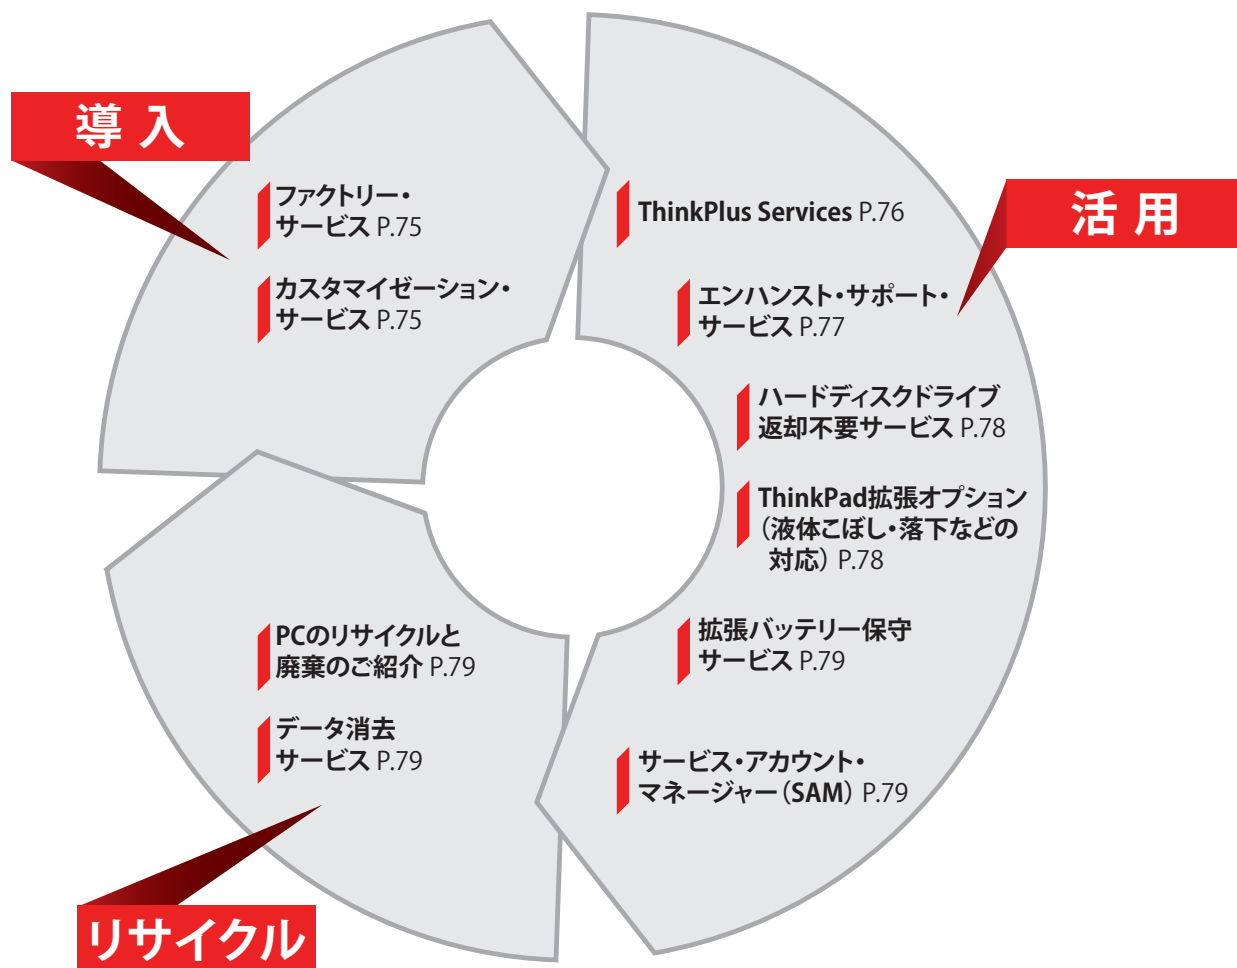 導入
ファクトリー・
サービス P.75
カスタマイゼーション・
サービス P.75
活用
ThinkPlus Services P.76
エンハンスト・サポート・
サービス P.77
ハードディスクドライブ
返却不要サービス P.78
ThinkPad拡張オプション
（液体こぼし・落下などの
対応） P.78
拡張バッテリー保守
サービス P.79
サービス・アカウント・
マネージャー（SAM） P.79
PCのリサイクルと
廃棄のご紹介 P.79
データ消去
サービス P.79
リサイクル